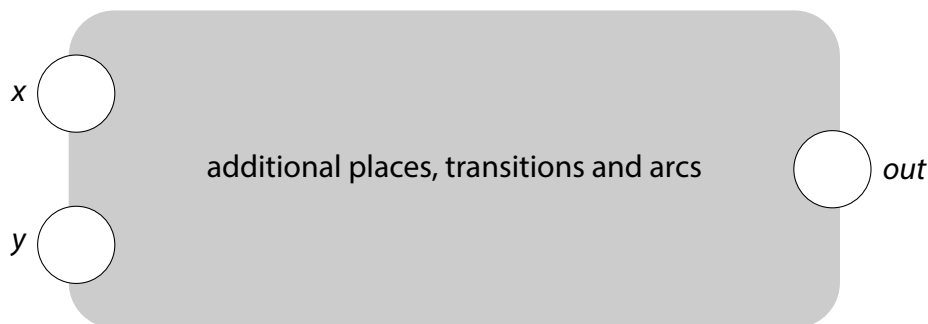 x
additional places, transitions and arcs
out
y